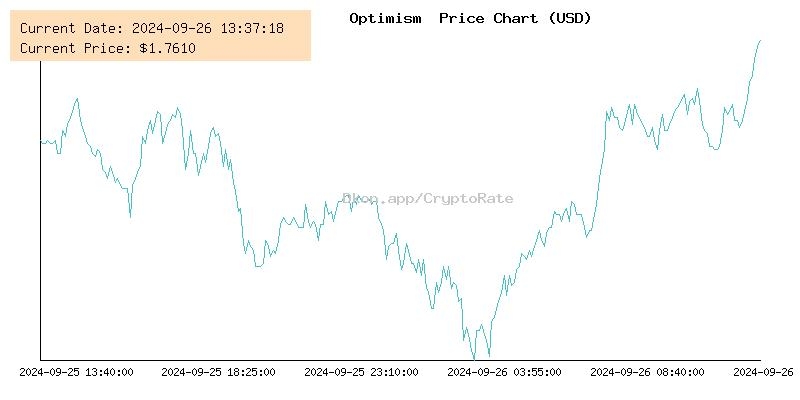 Optimism  Price Chart (USD)
Current Date: 2024-09-26 13:37:18
Current Price: $1.7610
Dkon.app/CryptoRate
2024-09-25 13:40:00 2024-09-25 18:25:00 2024-09-25 23:10:00 2024-09-26 03:55:00 2024-09-26 08:40:00 2024-09-26